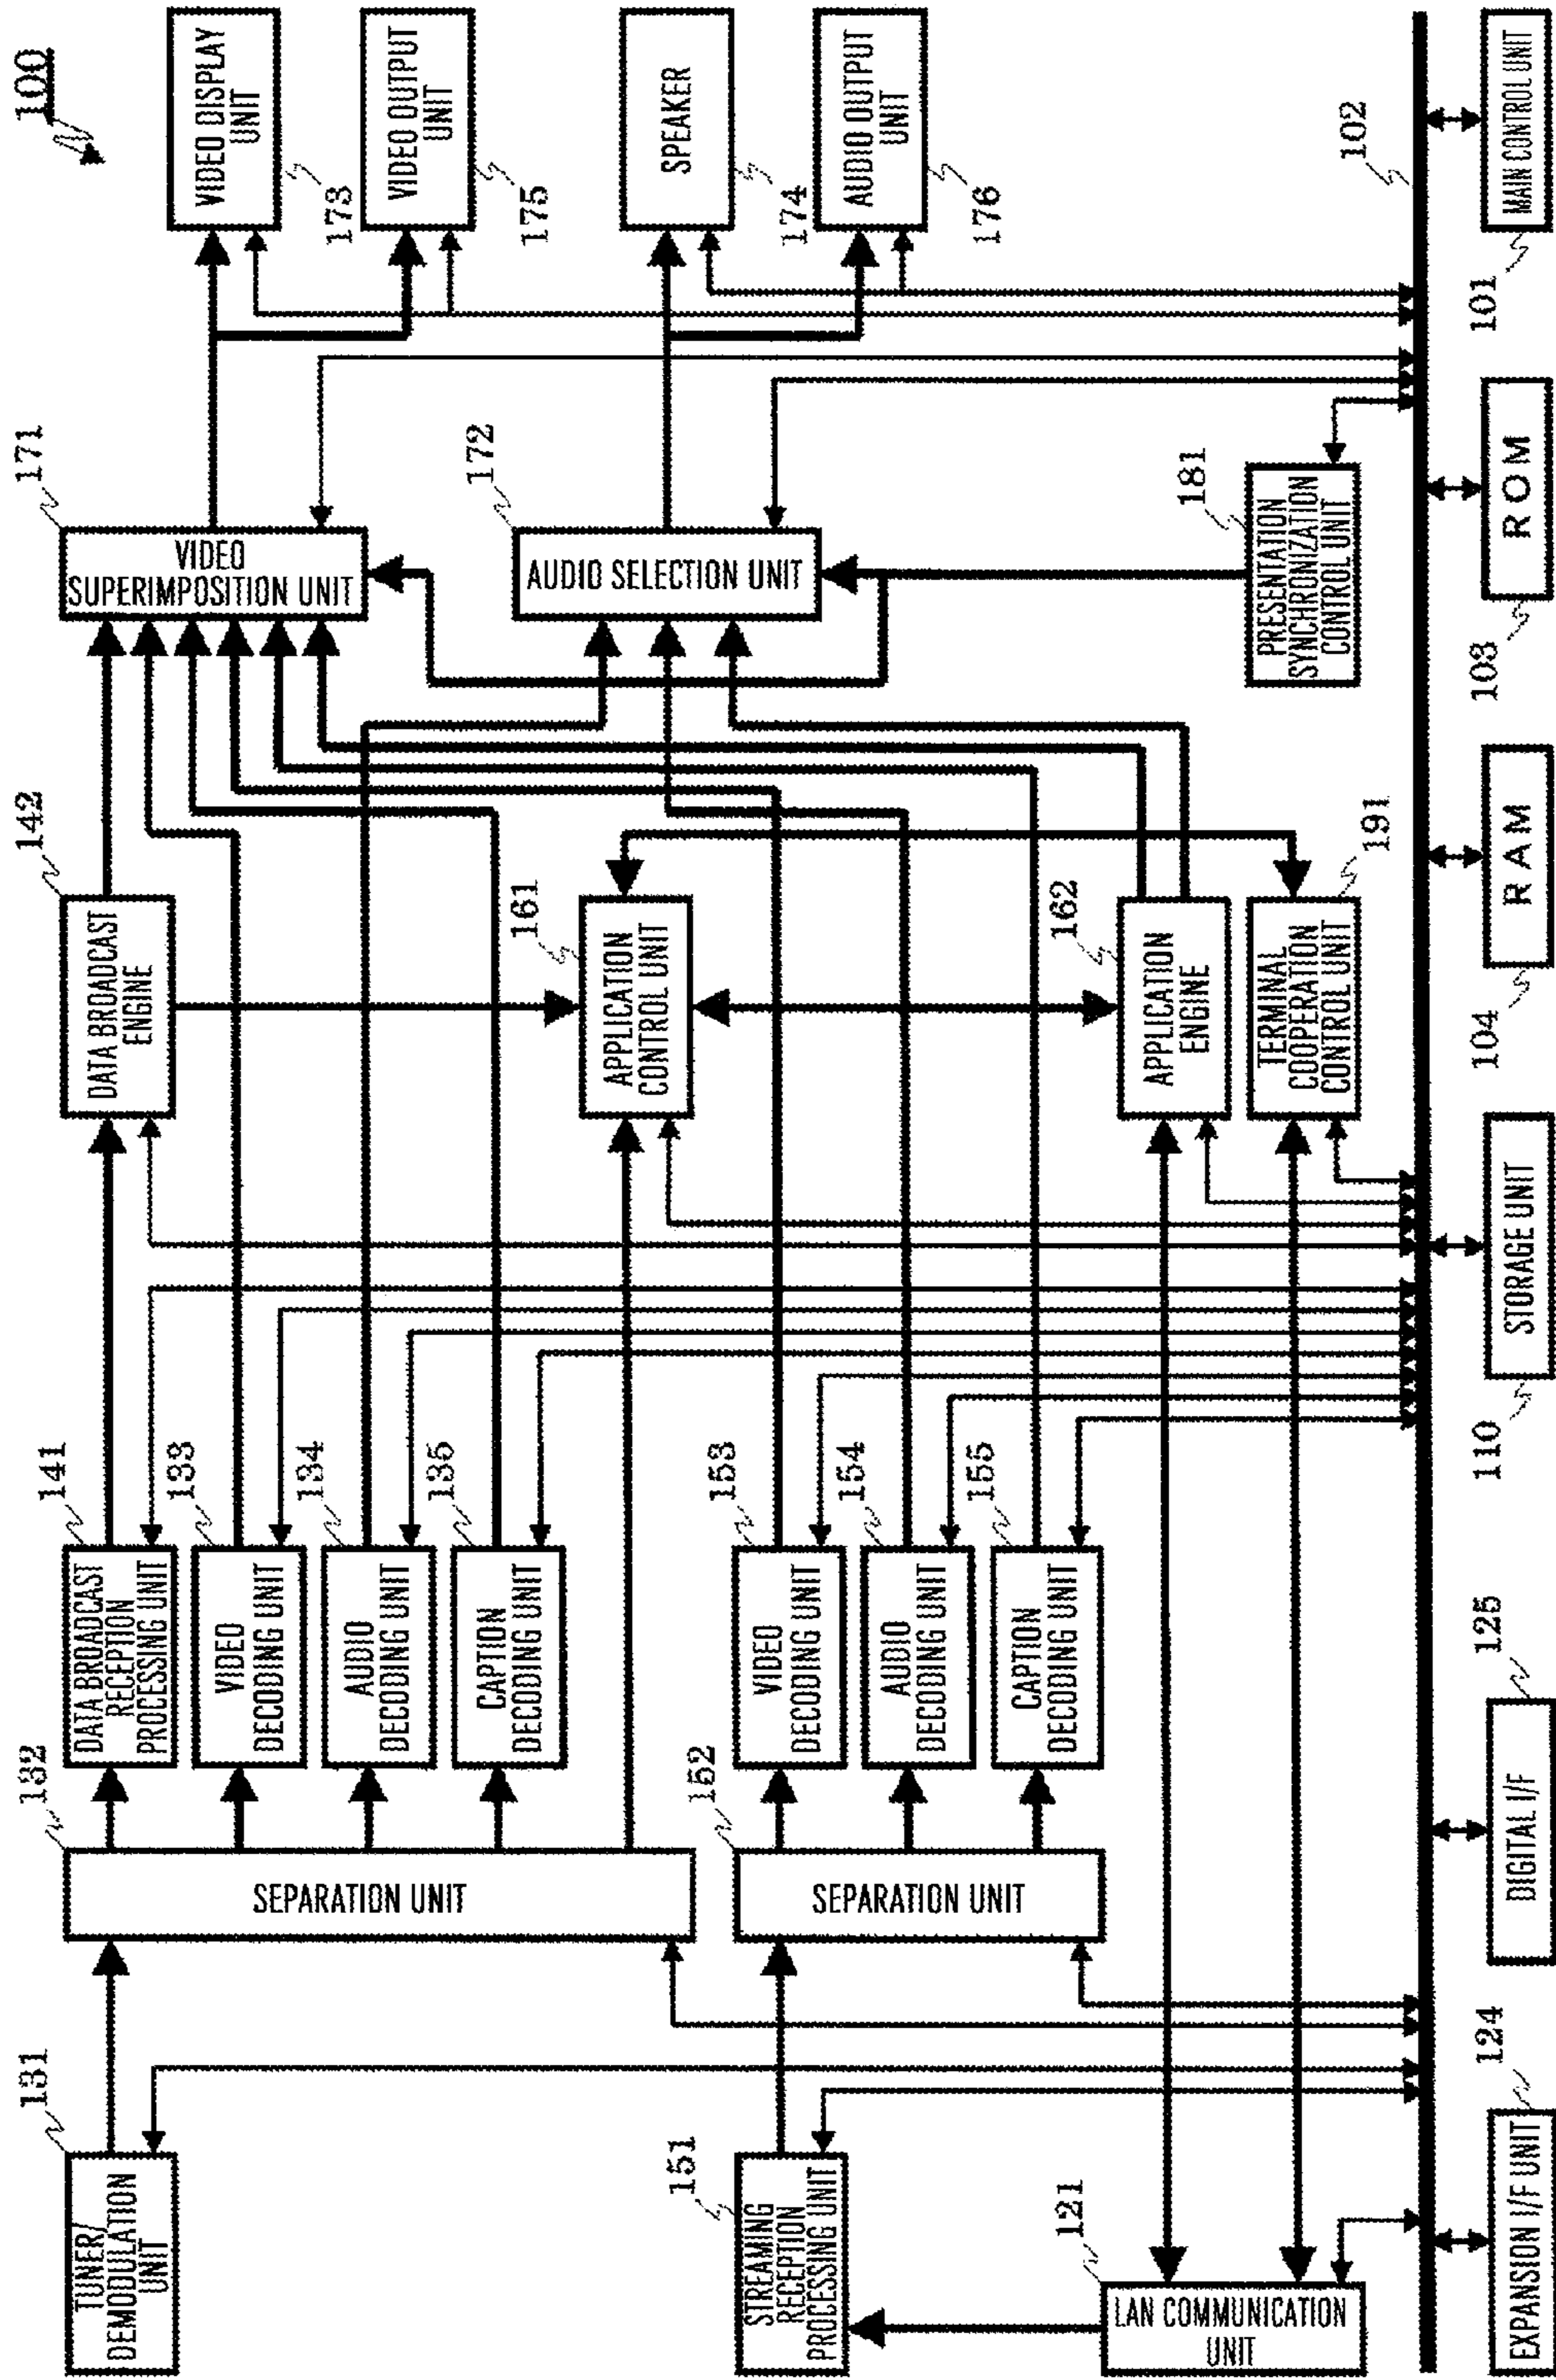 100
131
TUNER/
DEMODULATION
UNIT
132
SEPARATION UNIT
141
DATA BROADCAST
RECEPTION
PROCESSING UNIT
133
VIDEO
DECODING UNIT
134
AUDIO
DECODING UNIT
135
CAPTION
DECODING UNIT
142
DATA BROADCAST
ENGINE
171
VIDEO
SUPERIMPOSITION UNIT
VIDEO DISPLAY
UNIT
173
VIDEO OUTPUT
UNIT
175
161
APPLICATION
CONTROL UNIT
172
AUDIO SELECTION UNIT
SPEAKER
174
AUDIO OUTPUT
UNIT
176
151
STREAMING
RECEPTION
PROCESSING UNIT
152
SEPARATION UNIT
153
VIDEO
DECODING UNIT
154
AUDIO
DECODING UNIT
155
CAPTION
DECODING UNIT
162
APPLICATION
ENGINE
181
PRESENTATION
SYNCHRONIZATION
CONTROL UNIT
121
LAN COMMUNICATION
UNIT
TERMINAL
COOPERATION
CONTROL UNIT
191
102
124
EXPANSION I/F UNIT
125
DIGITAL I/F
110
STORAGE UNIT
104
RAM
103
ROM
101
MAIN CONTROL UNIT